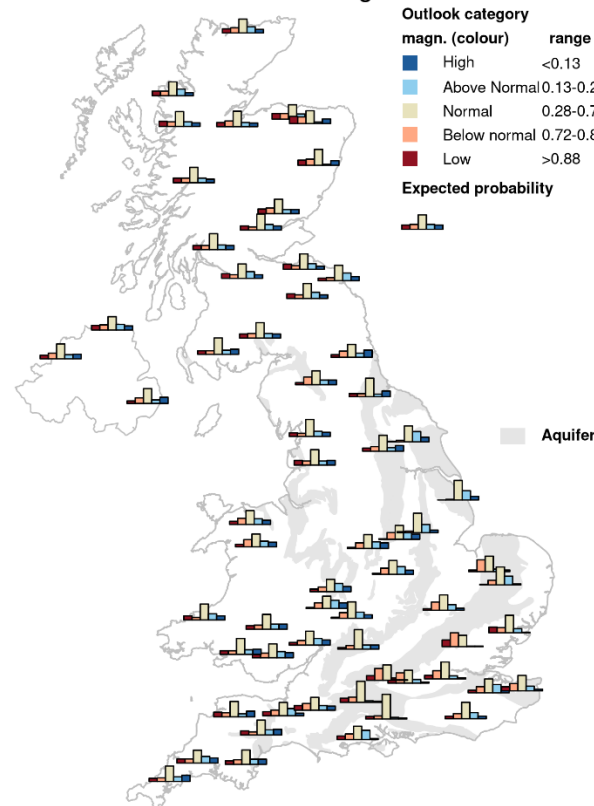 Outlook category
magn. (colour) range
High <0.13
Above Normal 0.13-0.2
Normal 0.28-0.7
Below normal 0.72-0.8
Low >0.88
Expected probability
Aquifer